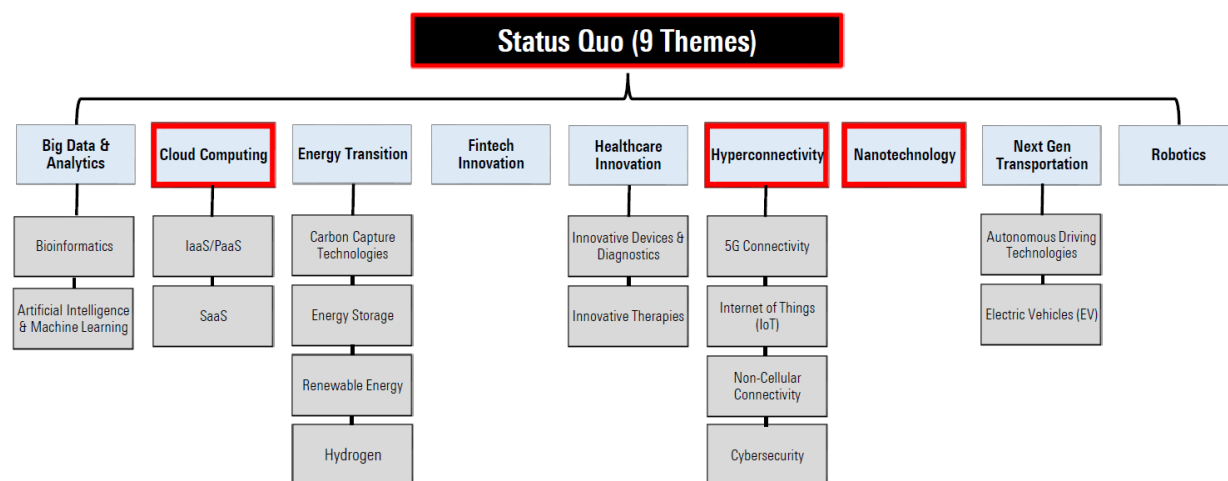 Status Quo (9 Themes)
Big Data &
Analytics
Cloud Computing
Energy Transition
Fintech
Innovation
Healthcare
Innovation
Hyperconnectivity
Nanotechnology
Next Gen
Transportation
Robotics
Bioinformatics
Artificial Intelligence
& Machine Learning
IaaS/PaaS
SaaS
Carbon Capture
Technologies
Energy Storage
Renewable Energy
Hydrogen
Innovative Devices &
Diagnostics
Innovative Therapies
5G Connectivity
Internet of Things
(IoT)
Non-Cellular
Connectivity
Cybersecurity
Autonomous Driving
Technologies
Electric Vehicles (EV)